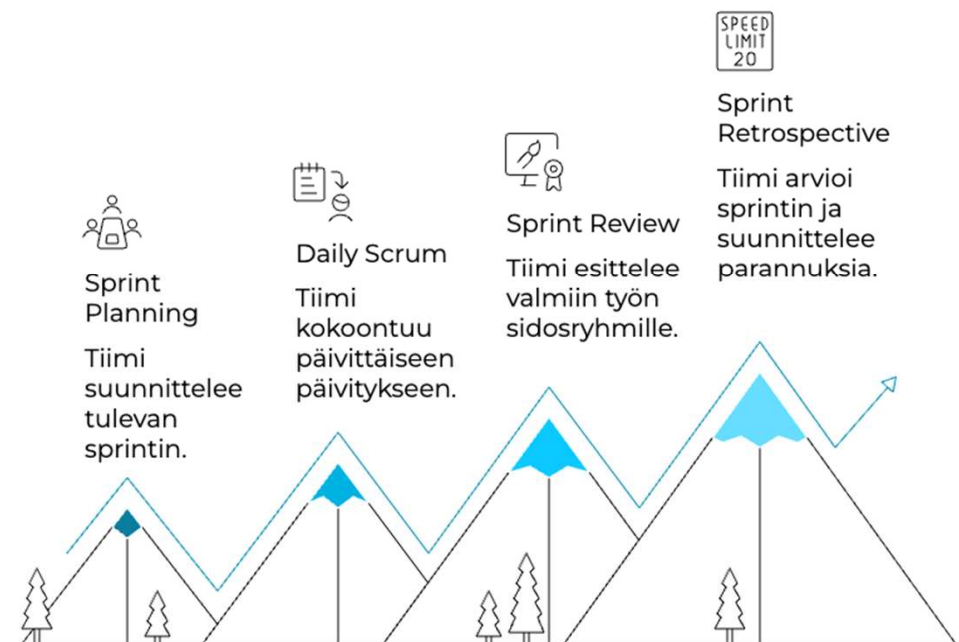 Sprint
Planning
Tiimi
suunnittelee
tulevan
sprintin.
Daily Scrum
Tiimi
kokoontuu
päivittäiseen
päivitykseen.
Sprint Review
Tiimi esittelee
valmiin työn
sidosryhmille.
SPEED
LIMIT
20
Sprint
Retrospective
Tiimi arvioi
sprintin ja
suunnittelee
parannuksia.